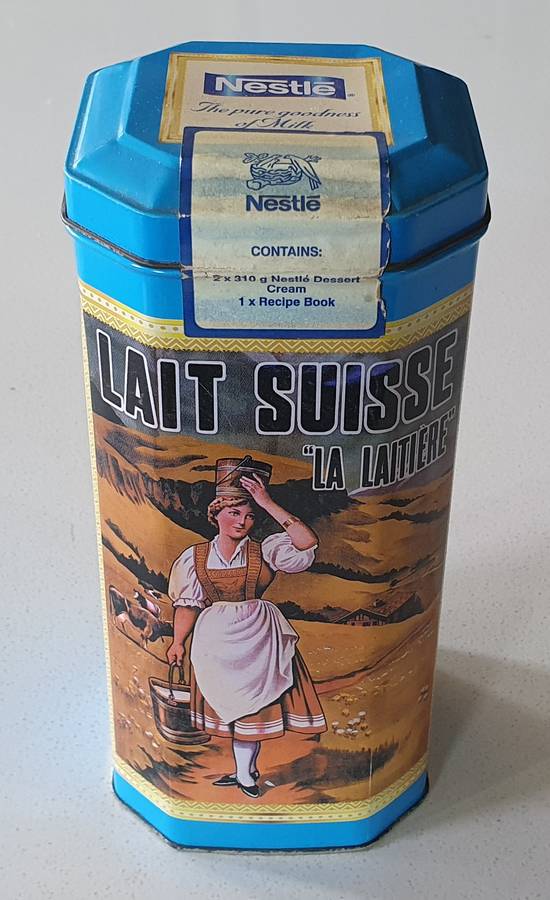 Nestlé
The pure goodness
of Milk
Nestlé
CONTAINS:
2 x 310 g Nestlé Dessert
Cream
1 x Recipe Book
LAIT SUISSE
"LA LAITIÈRE"